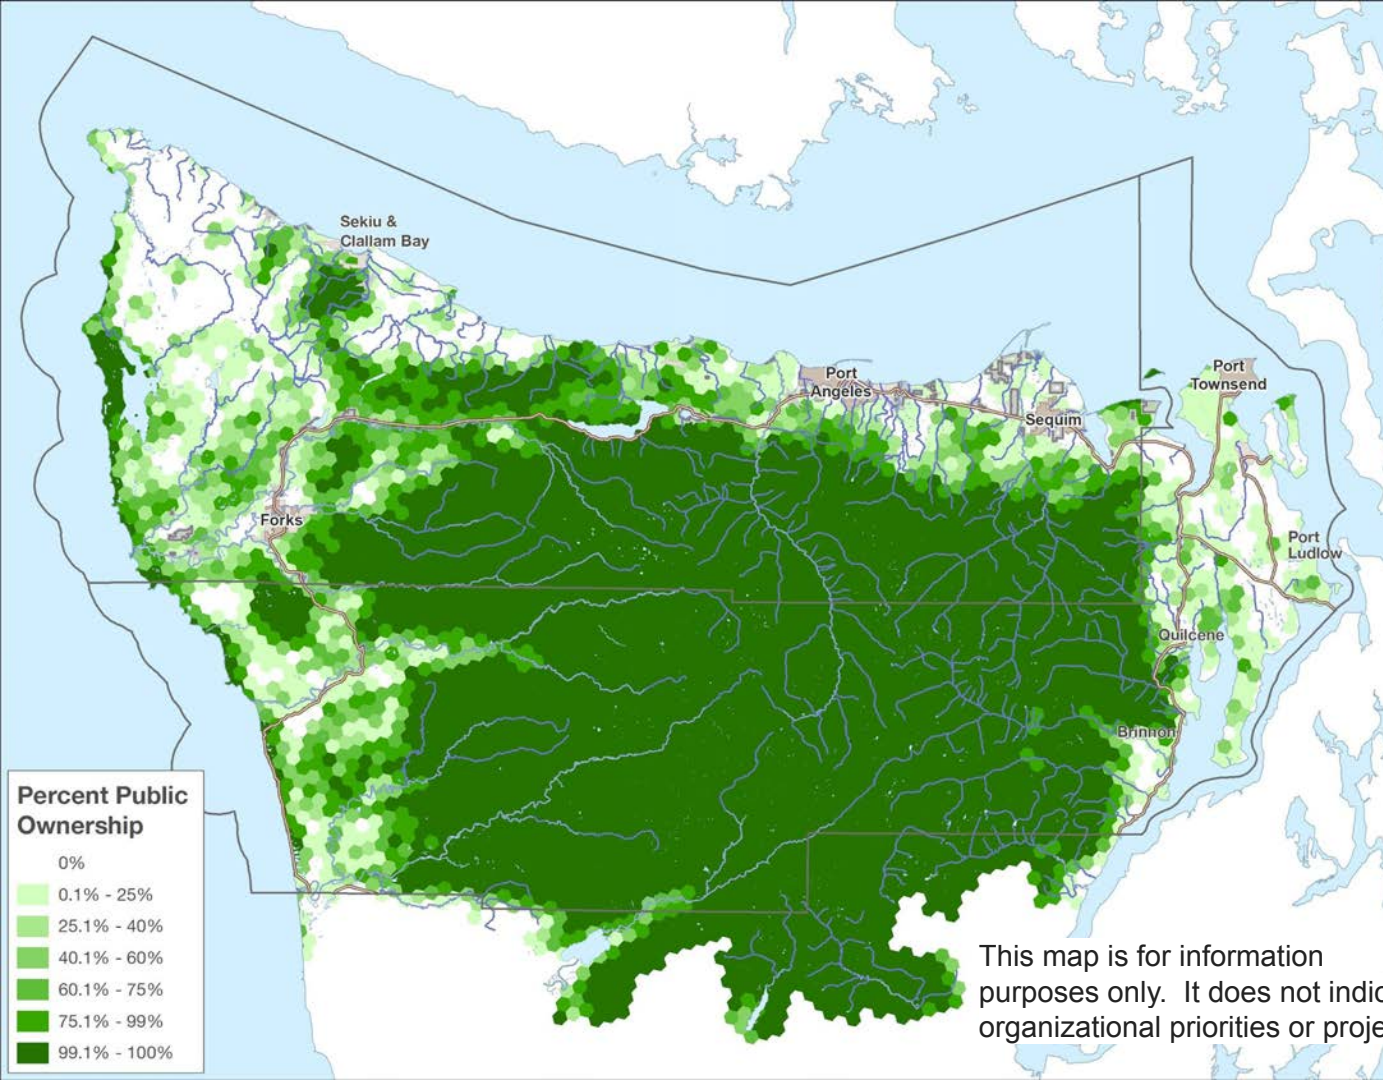 Sekiu &
Clallam Bay
Port
Angeles
Port
Townsend
Sequim
Forks
Port
Ludlow
Quilcene
Brinnon
Percent Public
Ownership
0%
0.1% - 25%
25.1% - 40%
40.1% - 60%
60.1% - 75%
75.1% - 99%
99.1% - 100%
This map is for information
purposes only. It does not indic
organizational priorities or proje